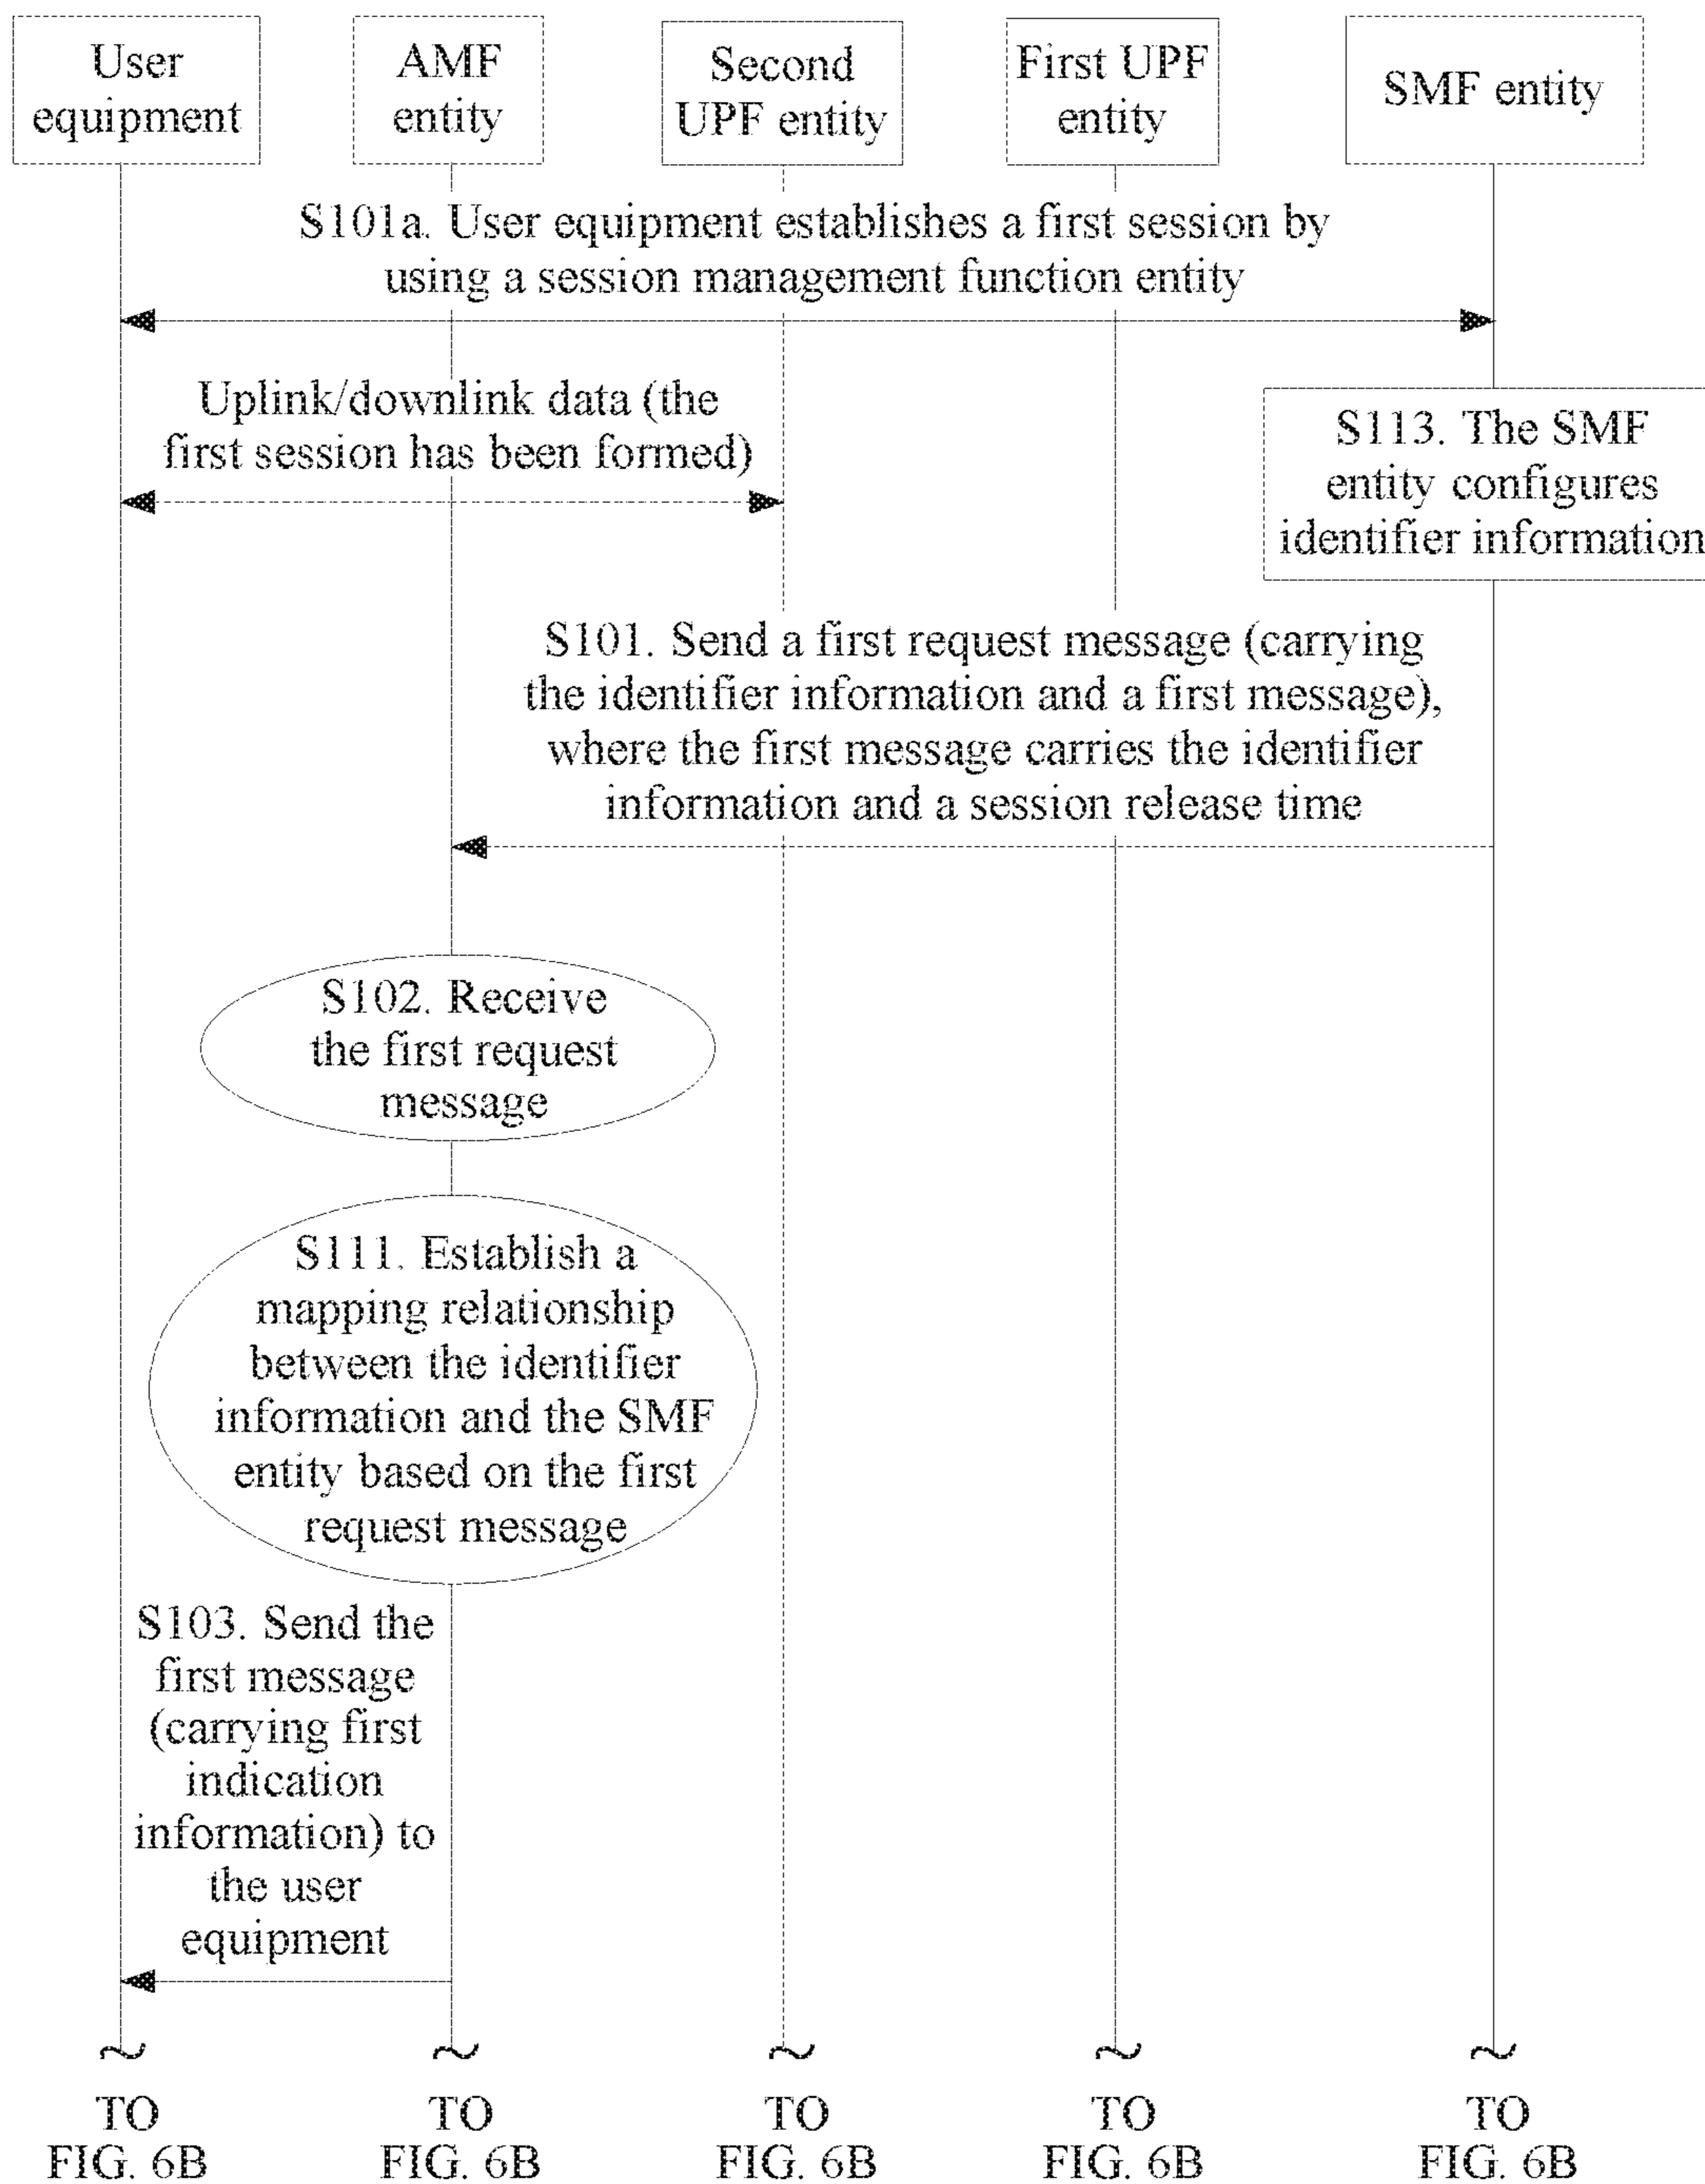 User
equipment
AMF
entity
Second
UPF entity
First UPF
entity
SMF entity
S101a. User equipment establishes a first session by
using a session management function entity
Uplink/downlink data (the
first session has been formed)
S113. The SMF
entity configures
identifier information
S101. Send a first request message (carrying
the identifier information and a first message),
where the first message carries the identifier
information and a session release time
S102. Receive
the first request
message
S111. Establish a
mapping relationship
between the identifier
information and the SMF
entity based on the first
request message
S103. Send the
first message
(carrying first
indication
information) to
the user
equipment
TO
FIG. 6B
TO
FIG. 6B
TO
FIG. 6B
TO
FIG. 6B
TO
FIG. 6B